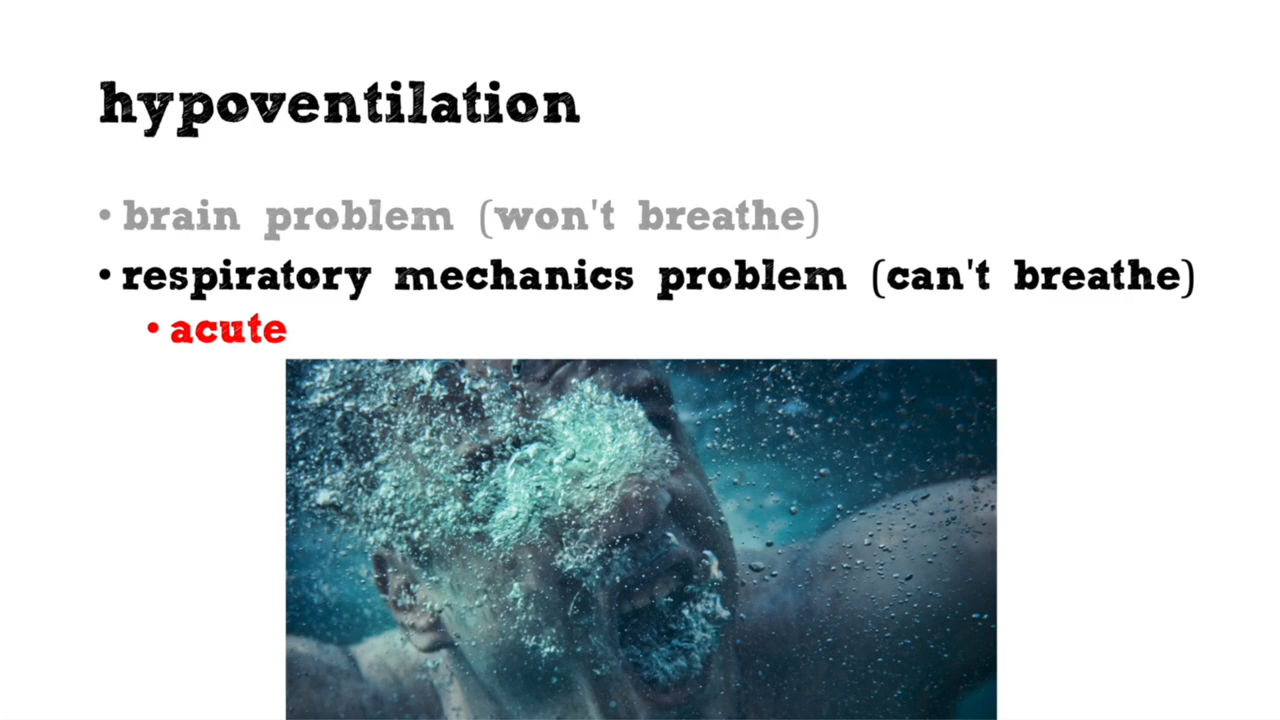 hypoventilation
• brain problem (won't breathe)
• respiratory mechanics problem (can't breathe)
• acute